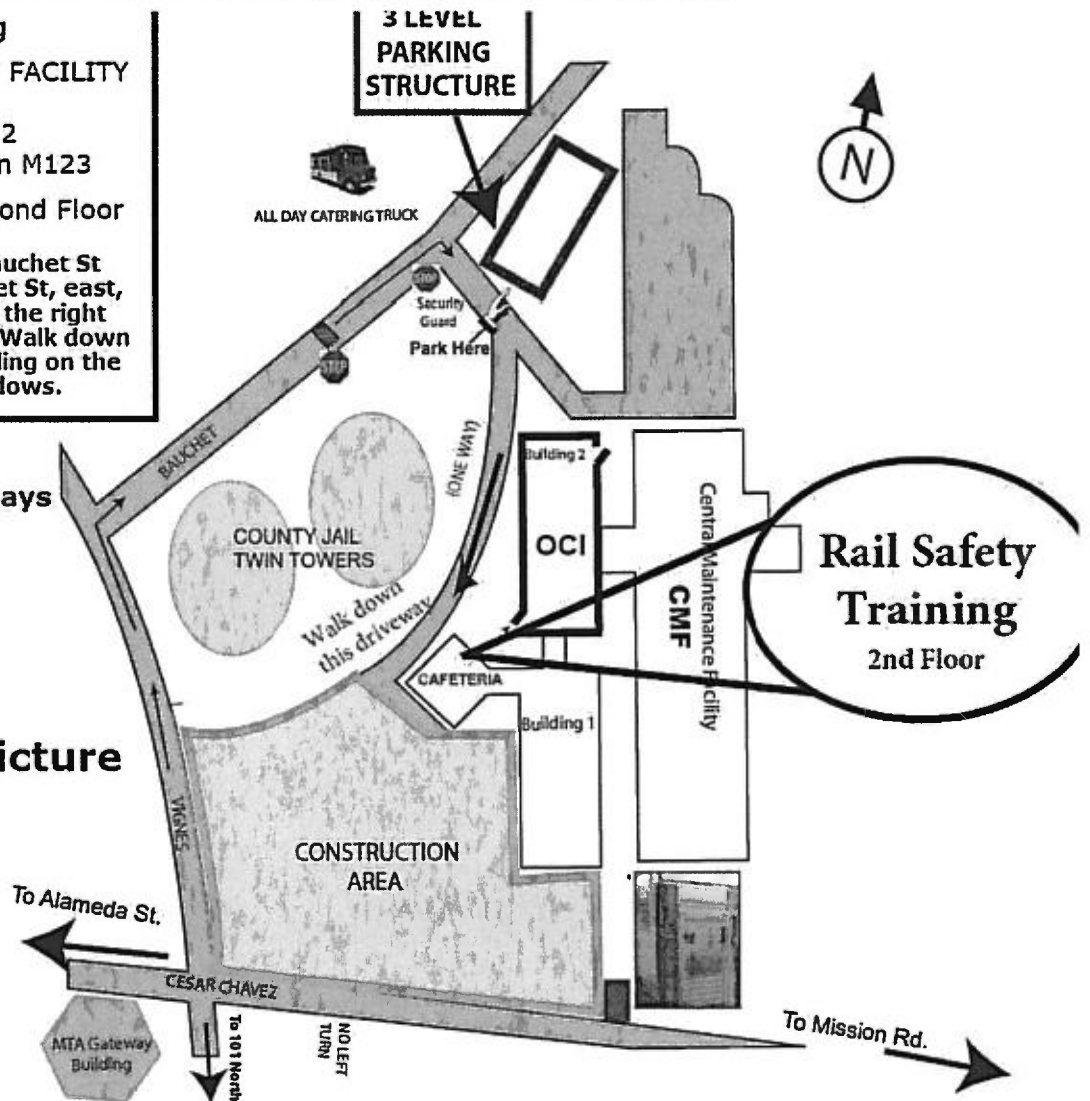 g
FACILITY
2
n M123
ond Floor
auchet St
et St, east,
the right
Walk down
ling on the
dows.
3 LEVEL
PARKING
STRUCTURE
N
ALL DAY CATERING TRUCK
STOP
Security
Guard
Park Here
STOP
BAUCHET
(ONE WAY)
Building 2
ays
COUNTY JAIL
TWIN TOWERS
OCI
Central Maintenance Facility
CMF
Rail Safety
Training
2nd Floor
Walk down
this driveway
CAFETERIA
Building 1
icture
VIGNES
CONSTRUCTION
AREA
To Alameda St.
CESAR CHAVEZ
MTA Gateway
Building
To 101 North
NO LEFT
TURN
To Mission Rd.